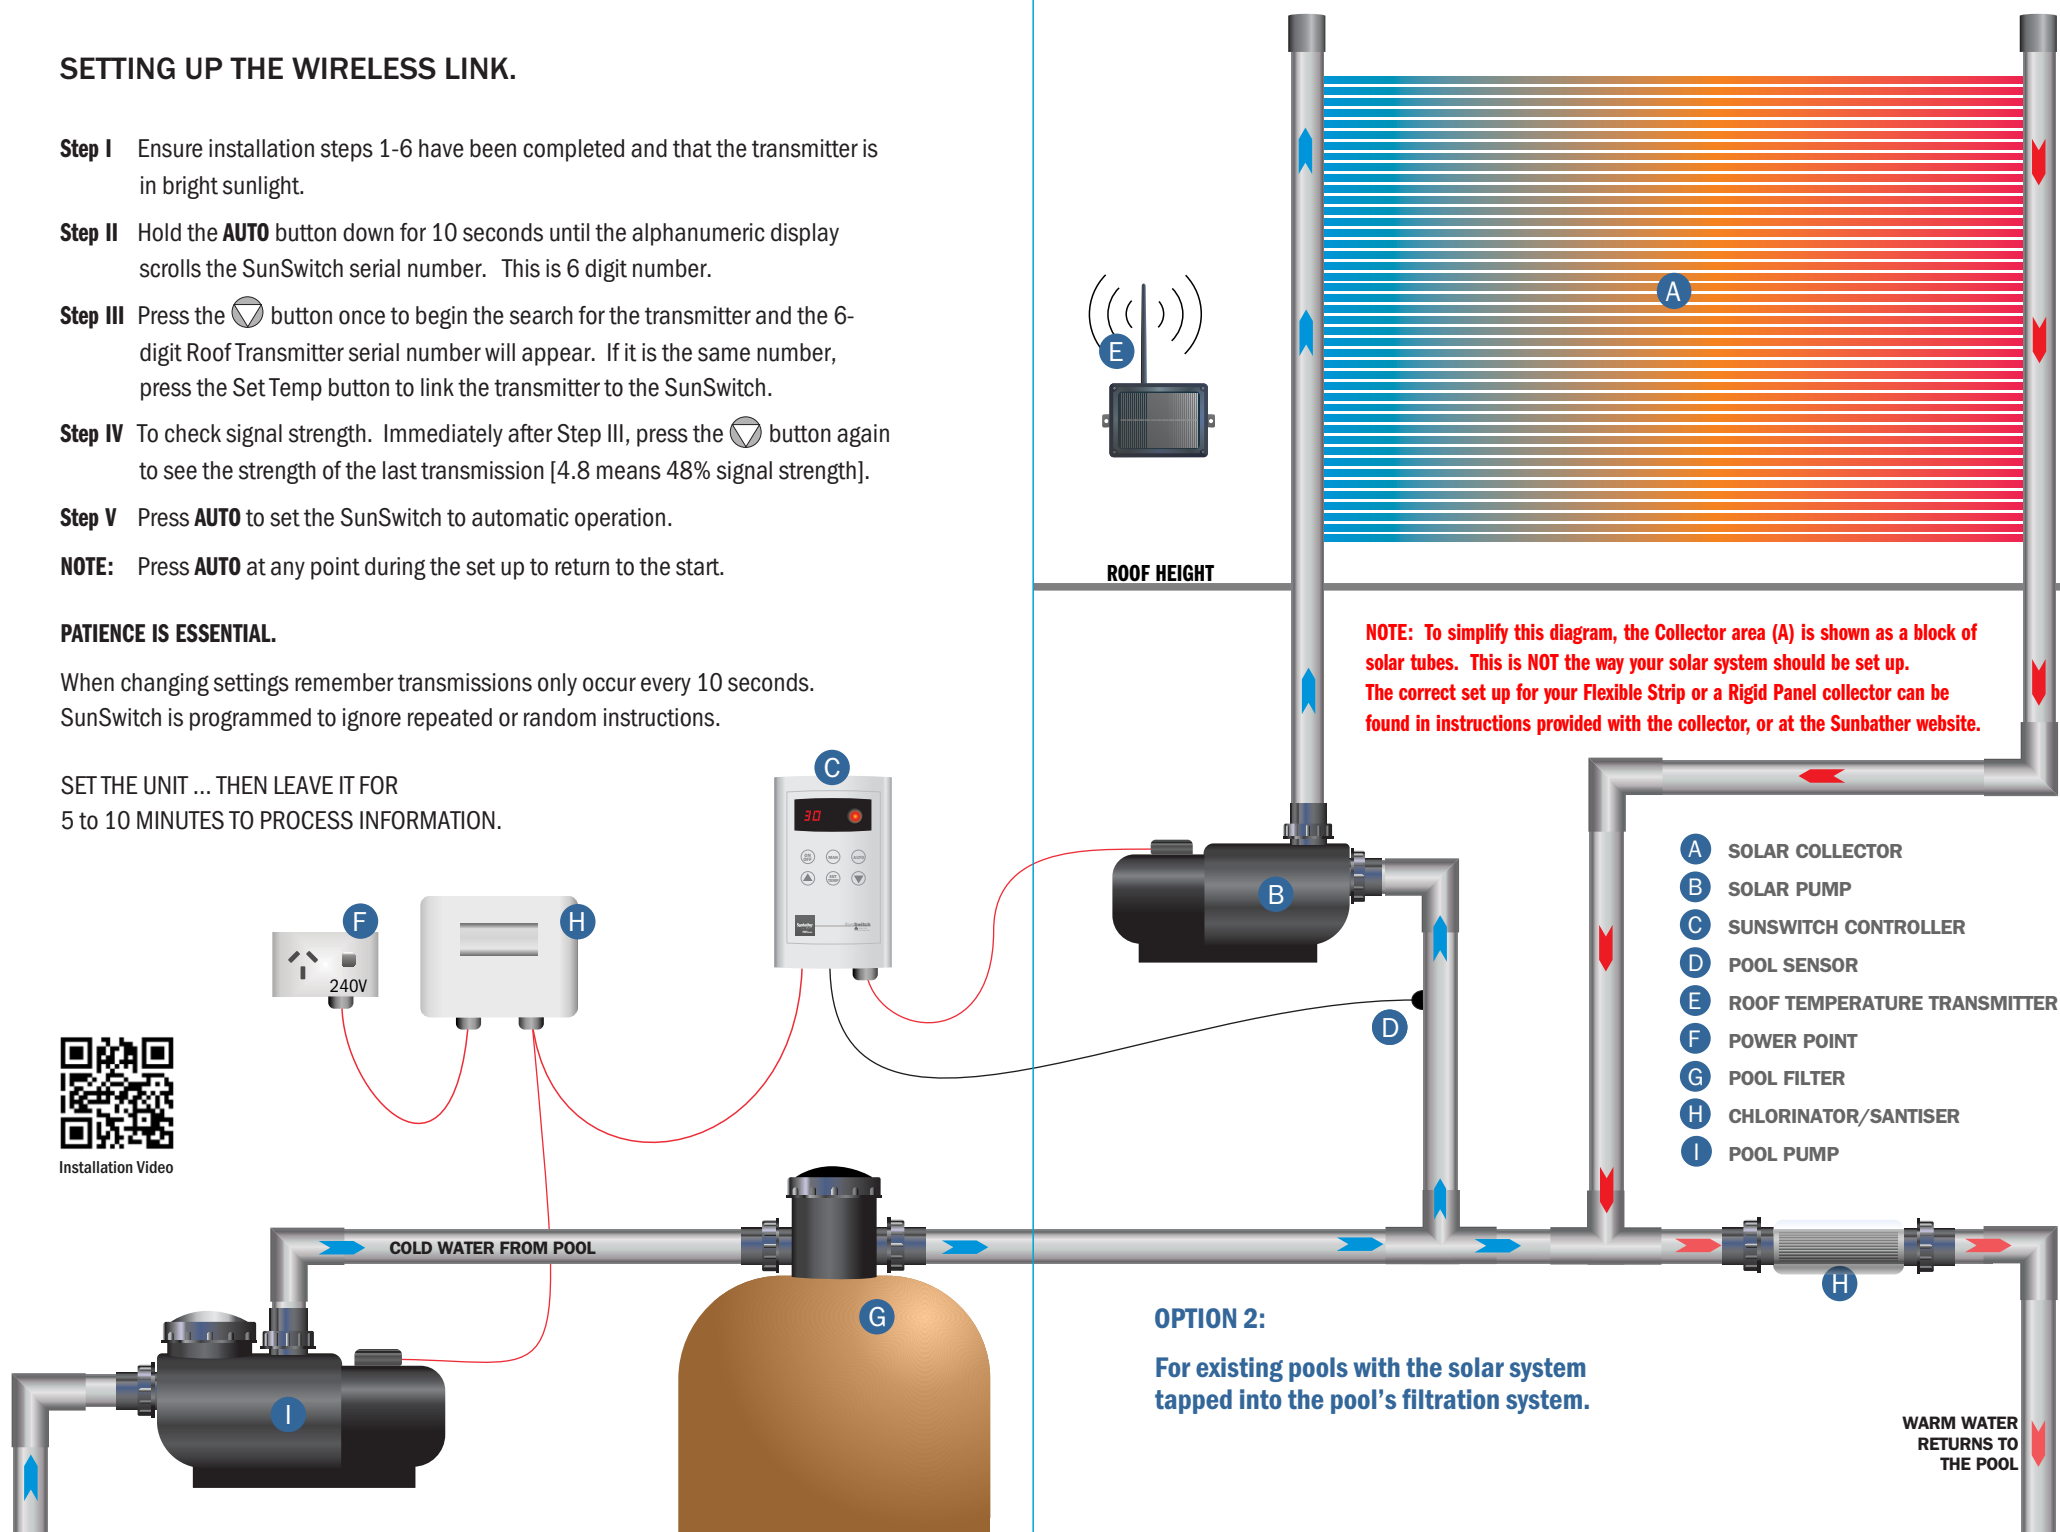 SETTING UP THE WIRELESS LINK.
Step I Ensure installation steps 1-6 have been completed and that the transmitter is
in bright sunlight.
Step II Hold the AUTO button down for 10 seconds until the alphanumeric display
scrolls the SunSwitch serial number. This is 6 digit number.
Step III Press the button once to begin the search for the transmitter and the 6-
digit Roof Transmitter serial number will appear. If it is the same number,
press the Set Temp button to link the transmitter to the SunSwitch.
Step IV To check signal strength. Immediately after Step III, press the button again
to see the strength of the last transmission [4.8 means 48% signal strength].
Step V Press AUTO to set the SunSwitch to automatic operation.
NOTE: Press AUTO at any point during the set up to return to the start.
PATIENCE IS ESSENTIAL.
When changing settings remember transmissions only occur every 10 seconds.
SunSwitch is programmed to ignore repeated or random instructions.
SET THE UNIT ... THEN LEAVE IT FOR
5 to 10 MINUTES TO PROCESS INFORMATION.
F
240V
H
C
30
ON OFF
MAN
AUTO
SET TEMP
Installation Video
COLD WATER FROM POOL
I
G
A
E
ROOF HEIGHT
NOTE: To simplify this diagram, the Collector area (A) is shown as a block of
solar tubes. This is NOT the way your solar system should be set up.
The correct set up for your Flexible Strip or a Rigid Panel collector can be
found in instructions provided with the collector, or at the Sunbather website.
B
D
A SOLAR COLLECTOR
B SOLAR PUMP
C SUNSWITCH CONTROLLER
D POOL SENSOR
E ROOF TEMPERATURE TRANSMITTER
F POWER POINT
G POOL FILTER
H CHLORINATOR/SANTISER
I POOL PUMP
H
OPTION 2:
For existing pools with the solar system
tapped into the pool's filtration system.
WARM WATER
RETURNS TO
THE POOL